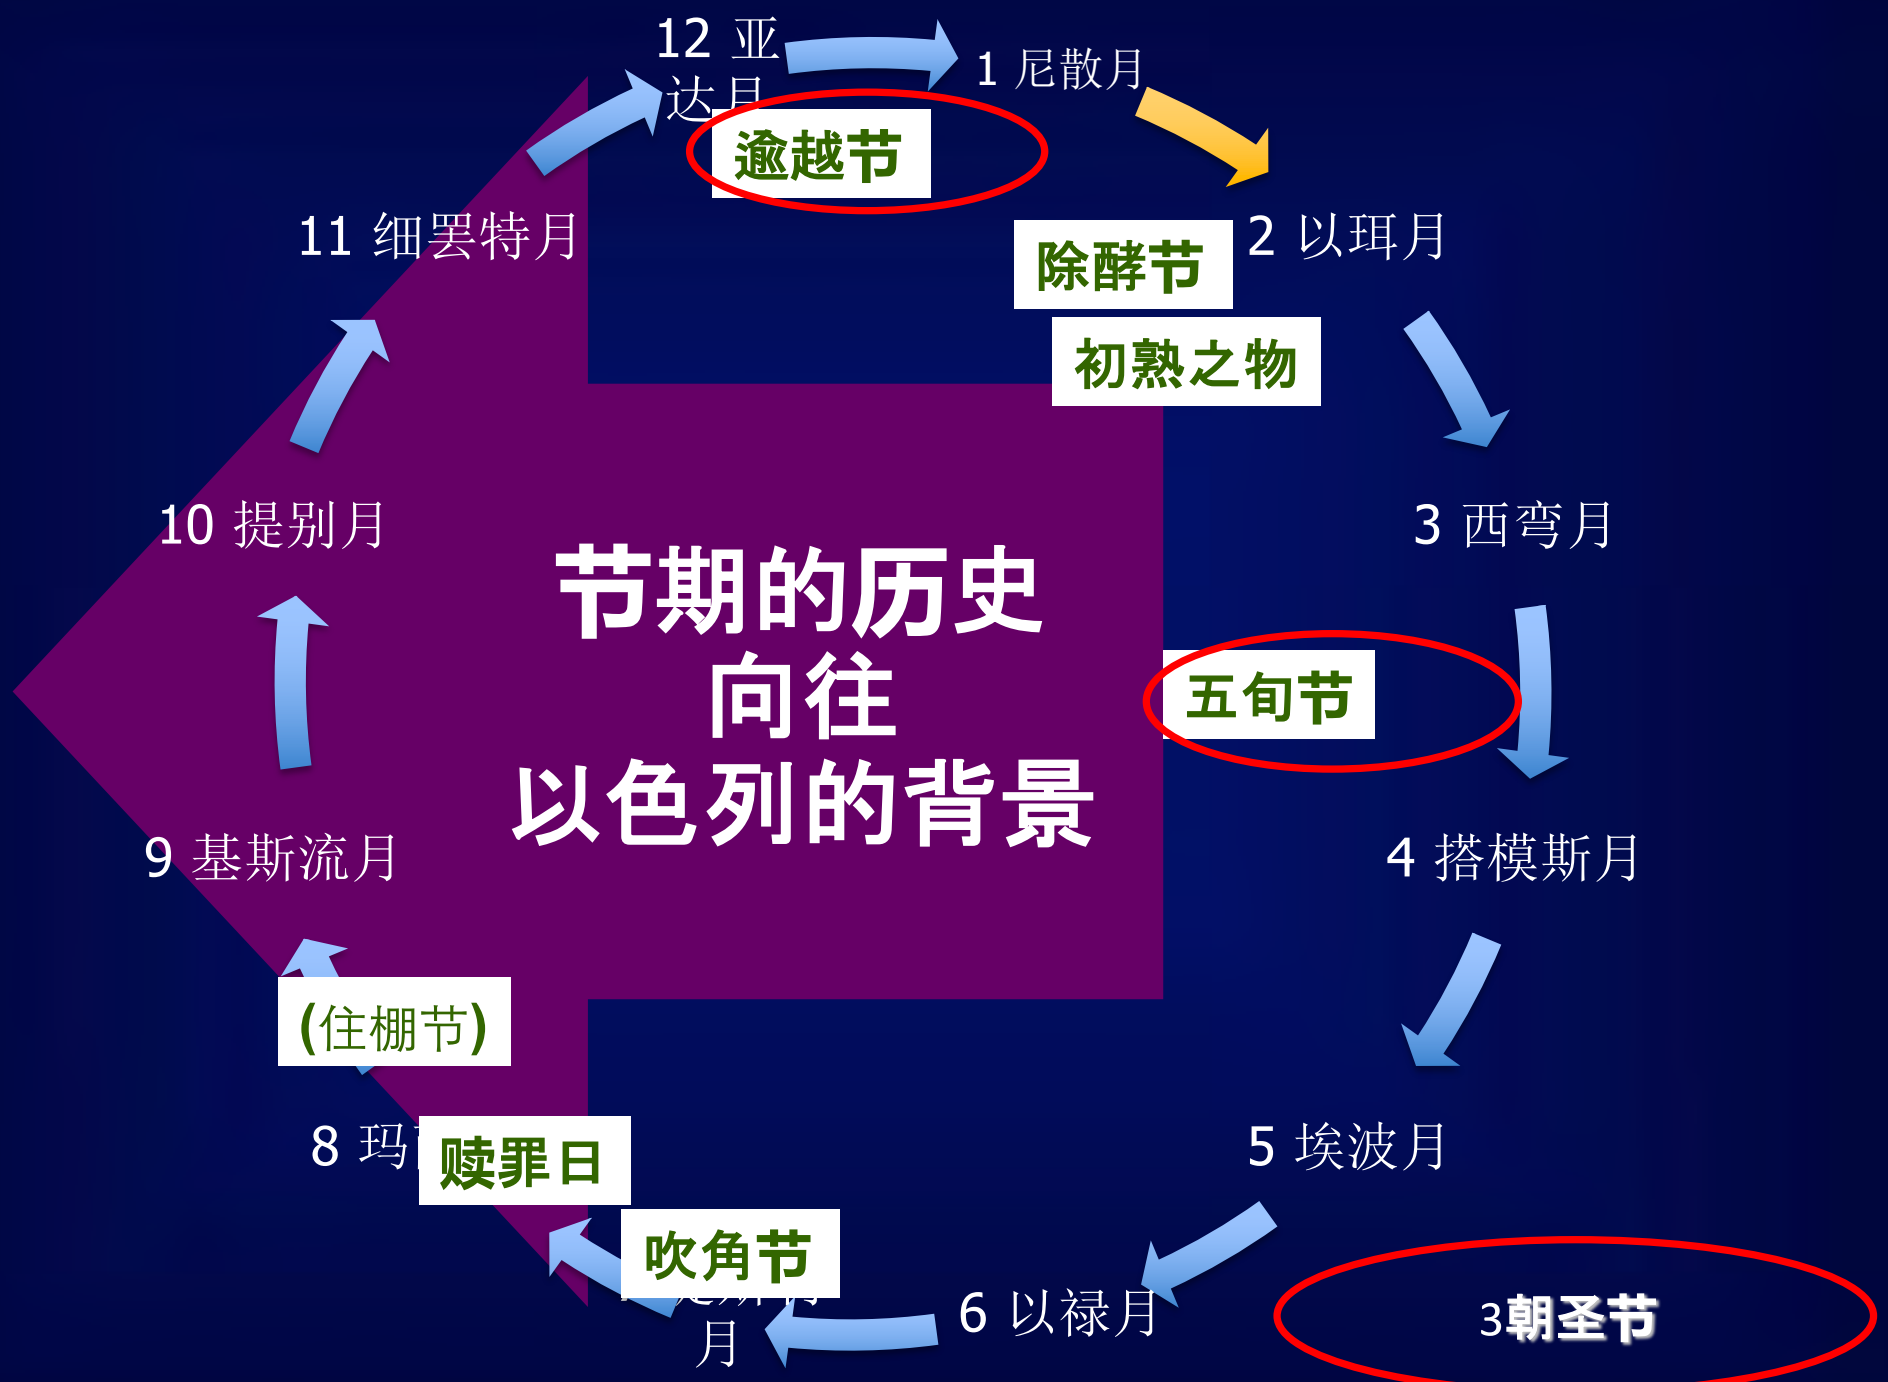 12 亚
达月
1 尼散月
逾越节
11 细罢特月
除酵节
2 以珥月
初熟之物
10 提别月
3 西弯月
节期的历史
向往
以色列的背景
五旬节
9 基斯流月
4 搭模斯月
(住棚节)
8 玛
赎罪日
5 埃波月
吹角节
6 以禄月
月
3朝圣节